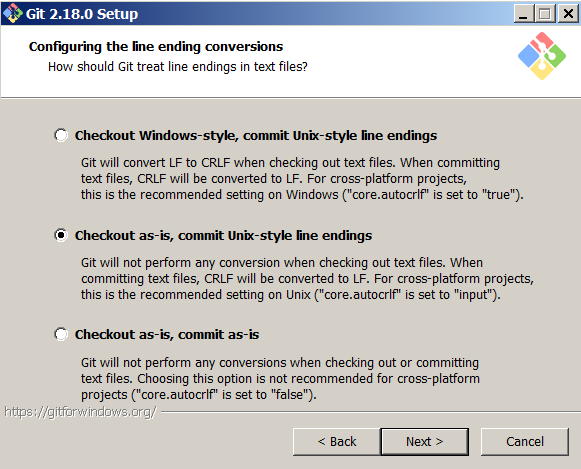 Git 2.18.0 Setup
Configuring the line ending conversions
How should Git treat line endings in text files?
Checkout Windows-style, commit Unix-style line endings
Git will convert LF to CRLF when checking out text files. When committing
text files, CRLF will be converted to LF. For cross-platform projects,
this is the recommended setting on Windows ("core.autocrlf" is set to "true").
Checkout as-is, commit Unix-style line endings
Git will not perform any conversion when checking out text files. When
committing text files, CRLF will be converted to LF. For cross-platform projects,
this is the recommended setting on Unix ("core.autocrlf" is set to "input").
Checkout as-is, commit as-is
Git will not perform any conversions when checking out or committing
text files. Choosing this option is not recommended for cross-platform
projects ("core.autocrlf" is set to "false").
https://gitforwindows.org/
< Back Next > Cancel